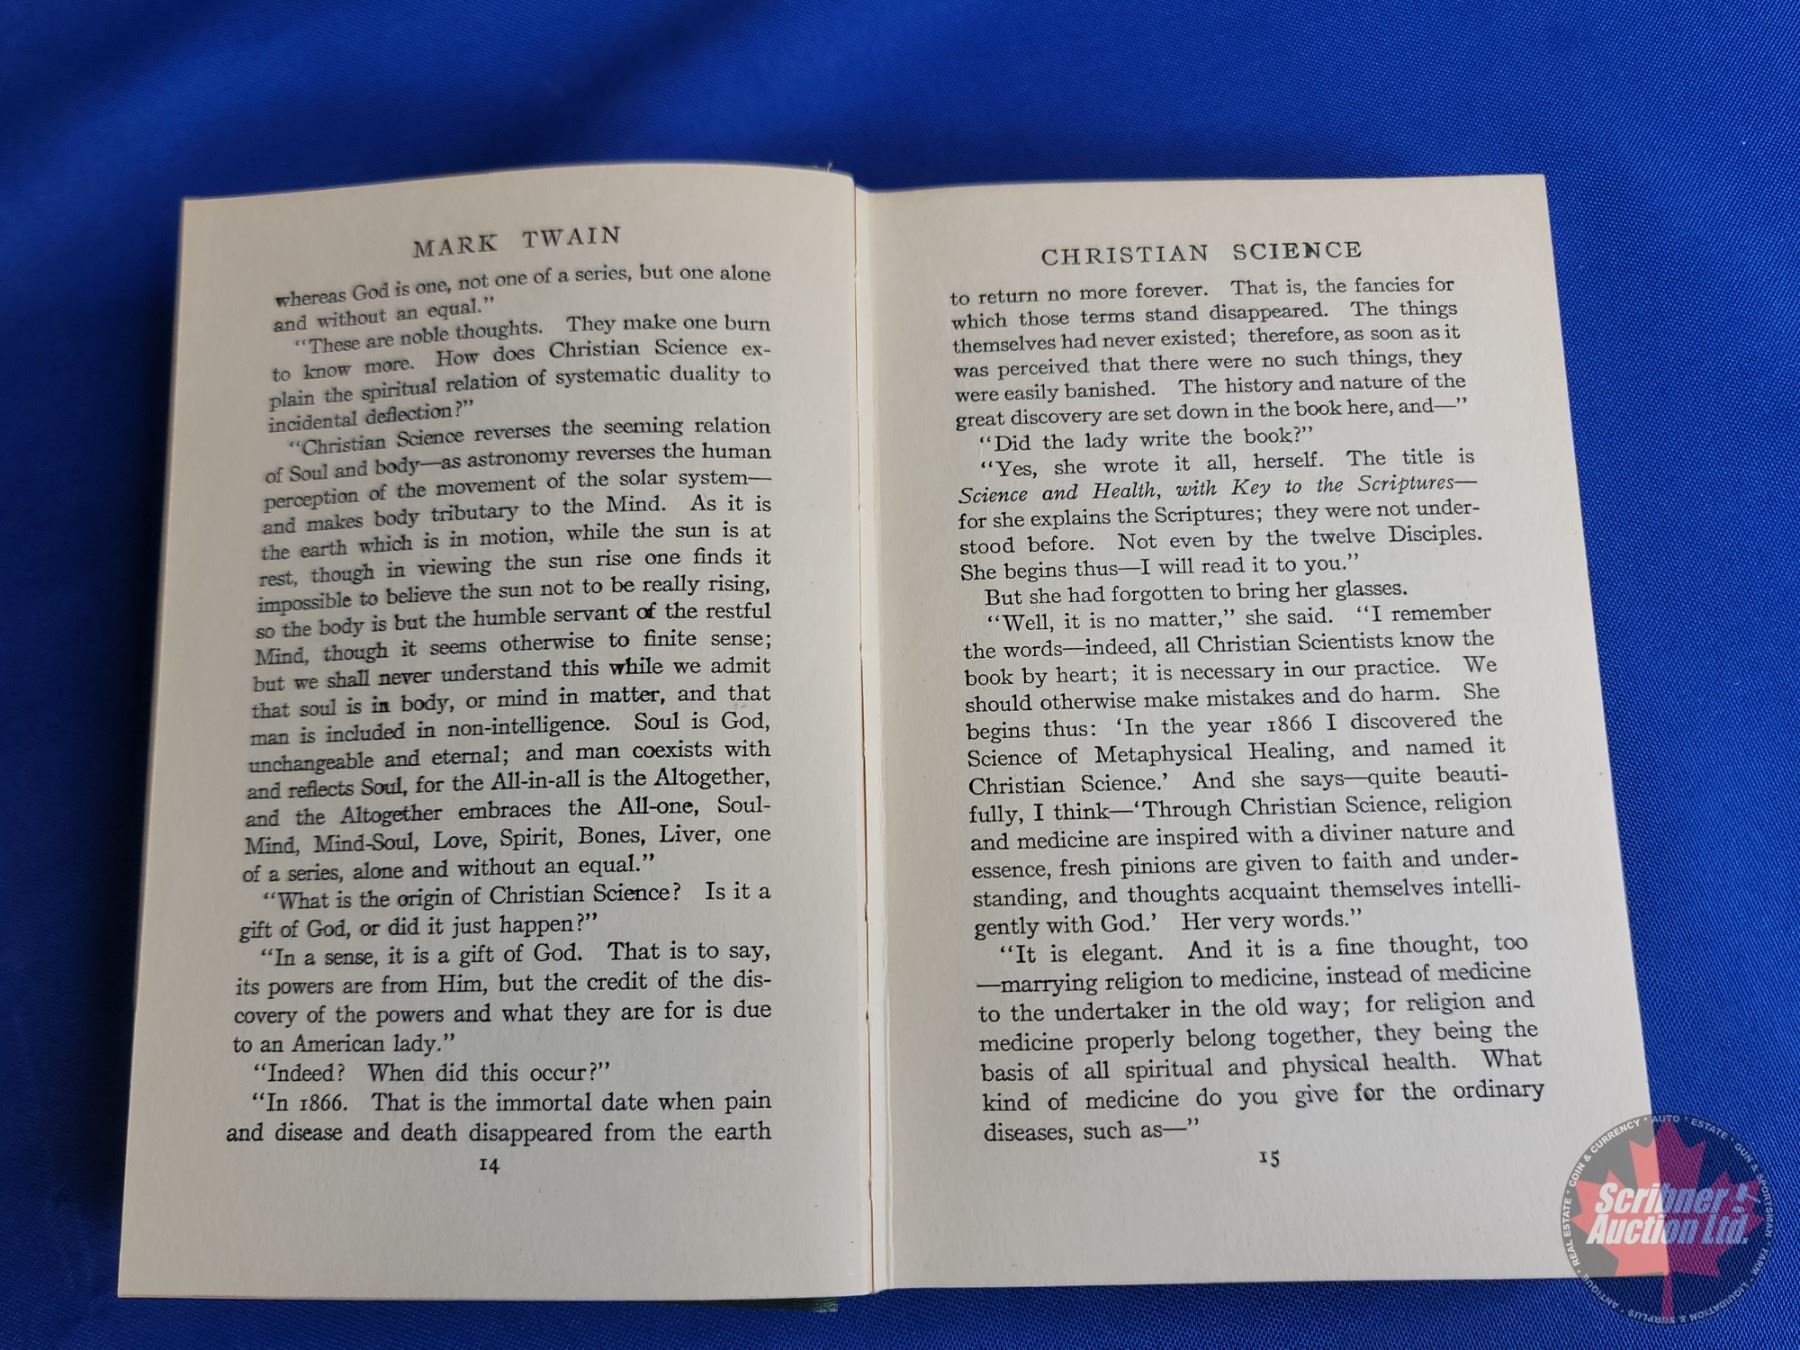 MARK TWAIN
whereas God is one, not one of a series, but one alone
and without an equal."
"These are noble thoughts. They make one burn
to know more. How does Christian Science ex-
plain the spiritual relation of systematic duality to
incidental deflection?"
"Christian Science reverses the seeming relation
of Soul and body—as astronomy reverses the human
perception of the movement of the solar system—
and makes body tributary to the Mind. As it is
the earth which is in motion, while the sun is at
rest, though in viewing the sun rise one finds it
impossible to believe the sun not to be really rising,
so the body is but the humble servant of the restful
Mind, though it seems otherwise to finite sense;
but we shall never understand this while we admit
that soul is in body, or mind in matter, and that
man is included in non-intelligence. Soul is God,
unchangeable and eternal; and man coexists with
and reflects Soul, for the All-in-all is the Altogether,
and the Altogether embraces the All-one, Soul-
Mind, Mind-Soul, Love, Spirit, Bones, Liver, one
of a series, alone and without an equal."
"What is the origin of Christian Science? Is it a
gift of God, or did it just happen?"
"In a sense, it is a gift of God. That is to say,
its powers are from Him, but the credit of the dis-
covery of the powers and what they are for is due
to an American lady."
"Indeed? When did this occur?"
"In 1866. That is the immortal date when pain
and disease and death disappeared from the earth
14
CHRISTIAN SCIENCE
to return no more forever. That is, the fancies for
which those terms stand disappeared. The things
themselves had never existed; therefore, as soon as it
was perceived that there were no such things, they
were easily banished. The history and nature of the
great discovery are set down in the book here, and—"
"Did the lady write the book?"
"Yes, she wrote it all, herself. The title is
Science and Health, with Key to the Scriptures—
for she explains the Scriptures; they were not under-
stood before. Not even by the twelve Disciples.
She begins thus—I will read it to you."
But she had forgotten to bring her glasses.
"Well, it is no matter," she said. "I remember
the words—indeed, all Christian Scientists know the
book by heart; it is necessary in our practice. We
should otherwise make mistakes and do harm. She
begins thus: 'In the year 1866 I discovered the
Science of Metaphysical Healing, and named it
Christian Science.' And she says—quite beauti-
fully, I think—'Through Christian Science, religion
and medicine are inspired with a diviner nature and
essence, fresh pinions are given to faith and under-
standing, and thoughts acquaint themselves intelli-
gently with God.' Her very words."
"It is elegant. And it is a fine thought, too
—marrying religion to medicine, instead of medicine
to the undertaker in the old way; for religion and
medicine properly belong together, they being the
basis of all spiritual and physical health. What
kind of medicine do you give for the ordinary
diseases, such as—"
15
Scribner
Auction Ltd.
ANTIQUE • REAL ESTATE • COIN & CURRENCY • AUTO • ESTATE • GUN & SPORTSMAN • FARM • LIQUIDATION & SURPLUS •